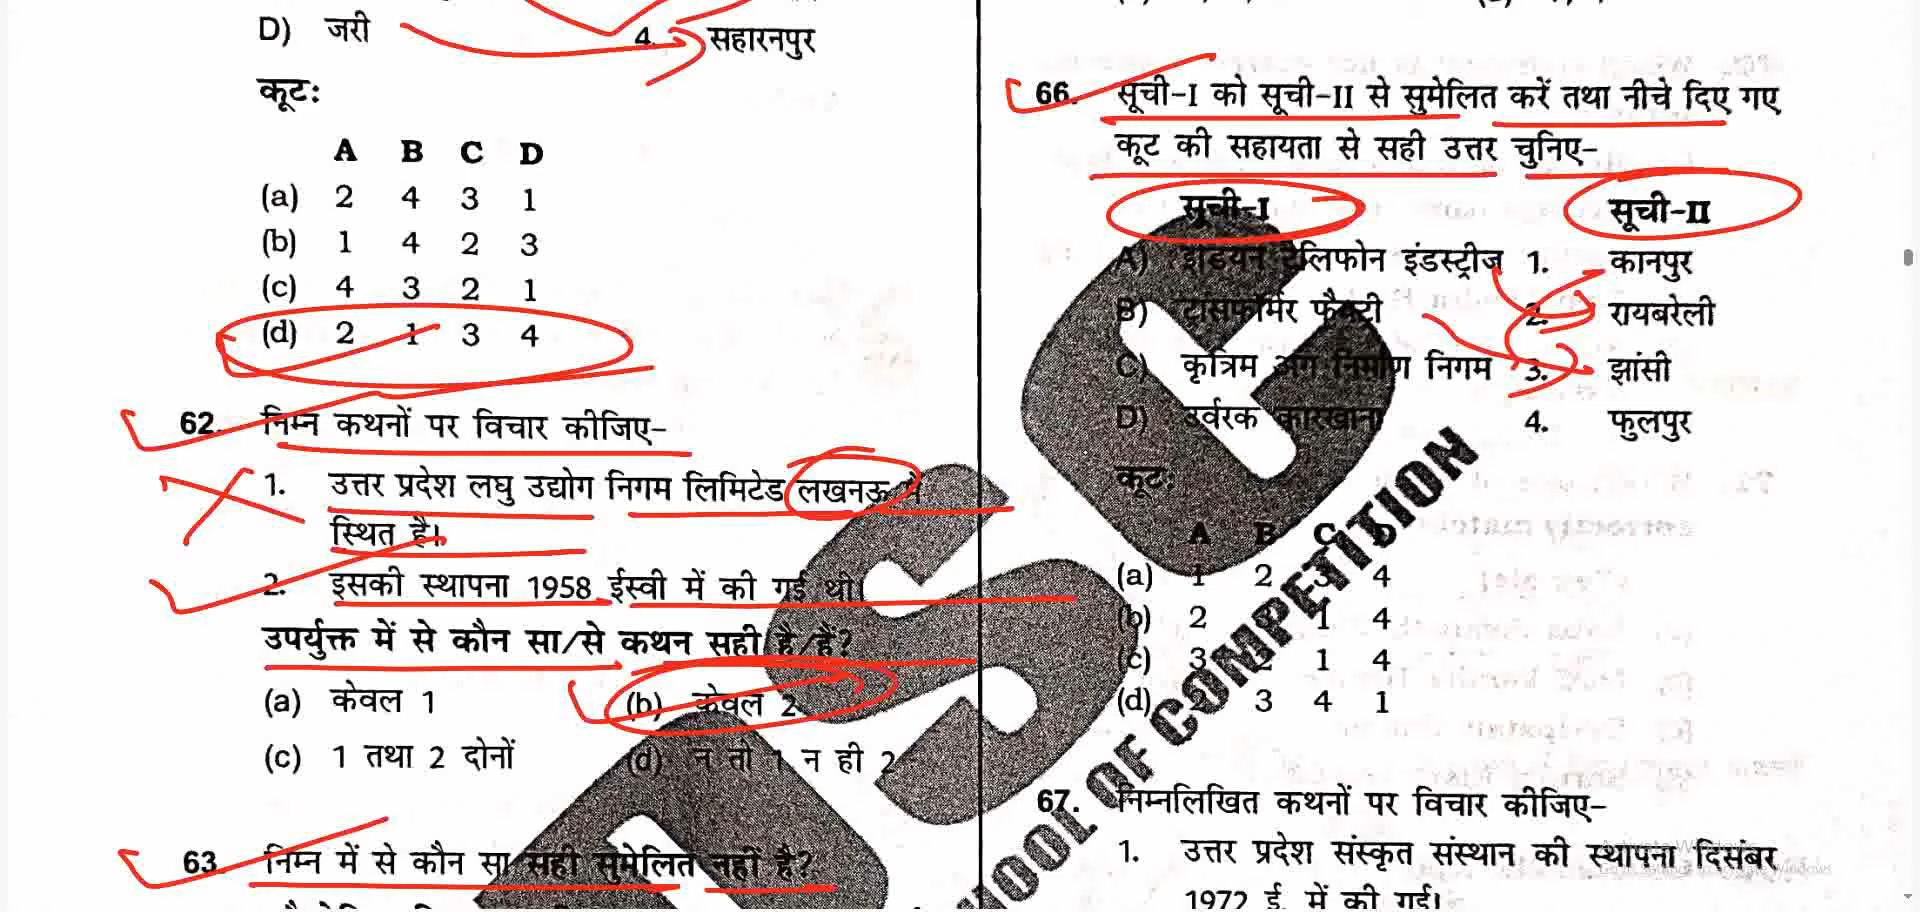 D) जरी 4. सहारनपुर
कूट:
A B C D
(a) 2 4 3 1
(b) 1 4 2 3
(c) 4 3 2 1
(d) 2 1 3 4
62. निम्न कथनों पर विचार कीजिए–
1. उत्तर प्रदेश लघु उद्योग निगम लिमिटेड लखनऊ में
स्थित है।
2. इसकी स्थापना 1958 ईस्वी में की गई थी।
उपर्युक्त में से कौन सा/से कथन सही है/हैं?
(a) केवल 1 (b) केवल 2
(c) 1 तथा 2 दोनों (d) न तो 1 न ही 2
63. निम्न में से कौन सा सही सुमेलित नहीं है?
66. सूची-I को सूची-II से सुमेलित करें तथा नीचे दिए गए
कूट की सहायता से सही उत्तर चुनिए–
सूची-I सूची-II
A) इंडियन टेलिफोन इंडस्ट्रीज 1. कानपुर
B) ट्रांसफॉर्मर फैक्ट्री 2. रायबरेली
C) कृत्रिम अंग निर्माण निगम 3. झांसी
D) उर्वरक कारखाना 4. फुलपुर
कूट:
A B C D
(a) 1 2 3 4
(b) 2 3 1 4
(c) 3 2 1 4
(d) 2 3 4 1
67. निम्नलिखित कथनों पर विचार कीजिए–
1. उत्तर प्रदेश संस्कृत संस्थान की स्थापना दिसंबर
1972 ई. में की गई।
HOOL OF COMPETITION